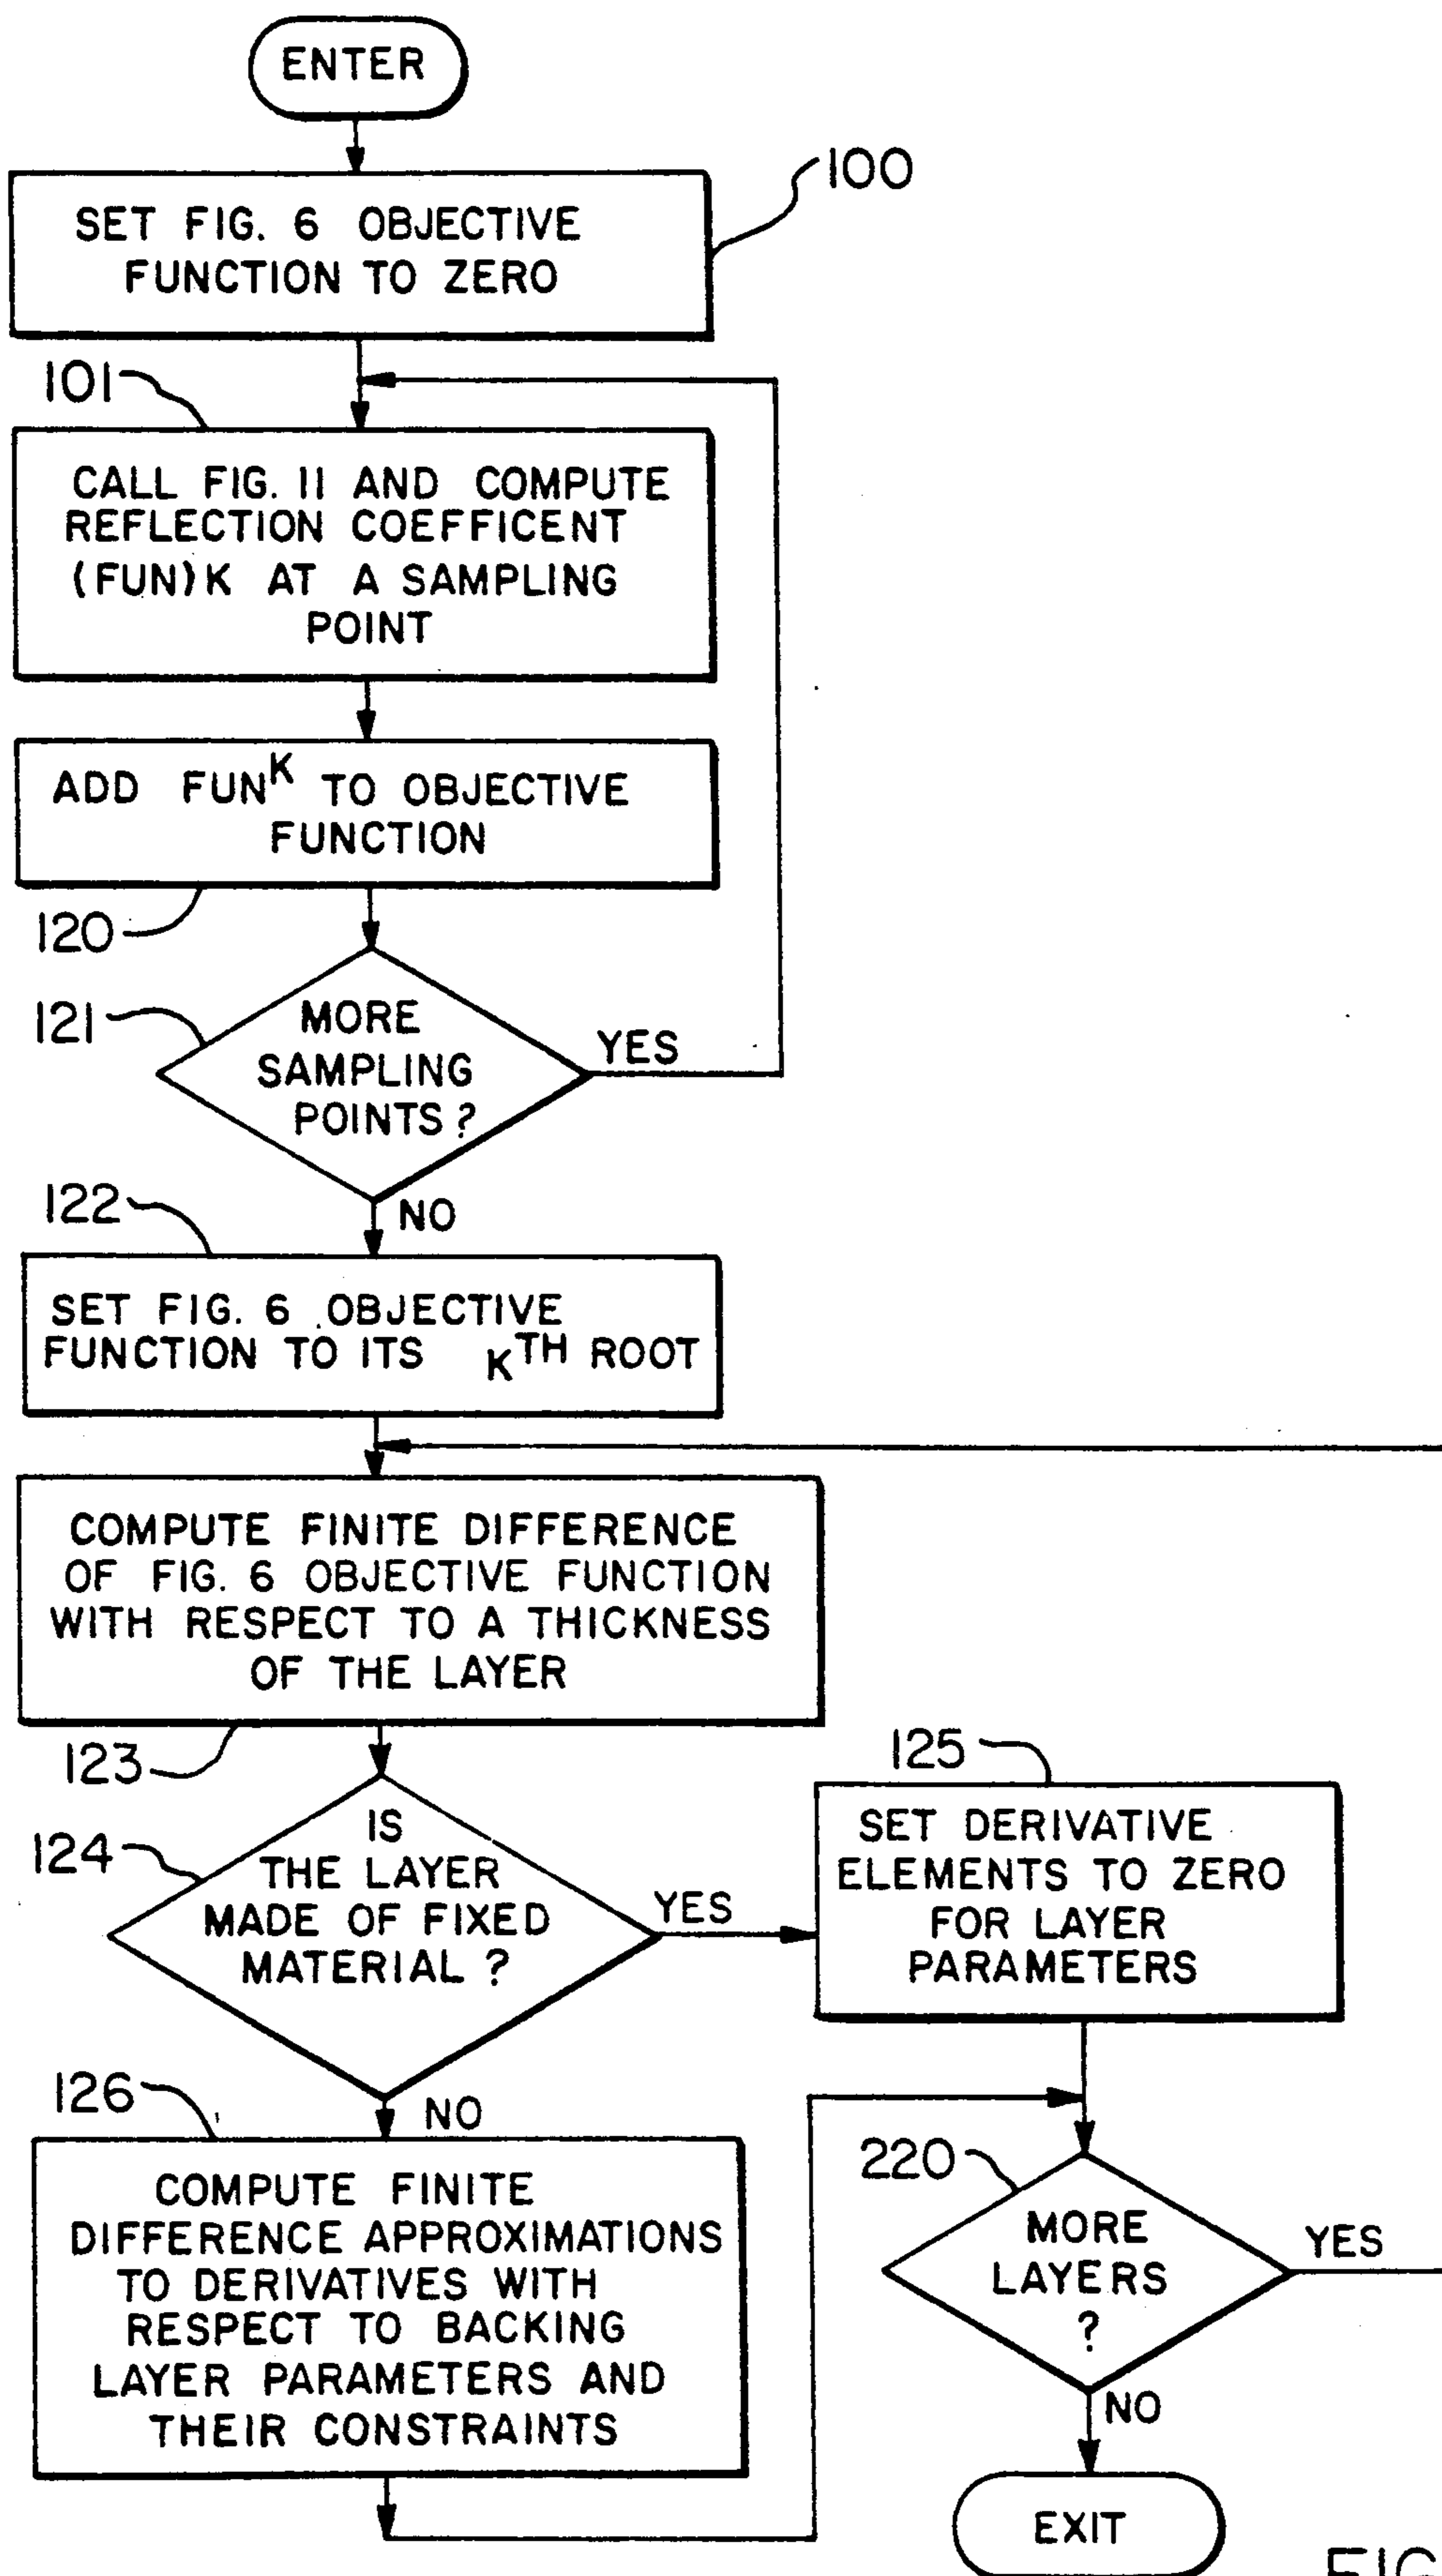 ENTER
100
SET FIG. 6 OBJECTIVE
FUNCTION TO ZERO
101
CALL FIG. 11 AND COMPUTE
REFLECTION COEFFICENT
(FUN)K AT A SAMPLING
POINT
ADD FUN^K TO OBJECTIVE
FUNCTION
120
121
MORE
SAMPLING
POINTS?
YES
NO
122
SET FIG. 6 OBJECTIVE
FUNCTION TO ITS KTH ROOT
COMPUTE FINITE DIFFERENCE
OF FIG. 6 OBJECTIVE FUNCTION
WITH RESPECT TO A THICKNESS
OF THE LAYER
123
124
IS
THE LAYER
MADE OF FIXED
MATERIAL?
YES
NO
125
SET DERIVATIVE
ELEMENTS TO ZERO
FOR LAYER
PARAMETERS
126
COMPUTE FINITE
DIFFERENCE APPROXIMATIONS
TO DERIVATIVES WITH
RESPECT TO BACKING
LAYER PARAMETERS AND
THEIR CONSTRAINTS
220
MORE
LAYERS
?
YES
NO
EXIT
FIG